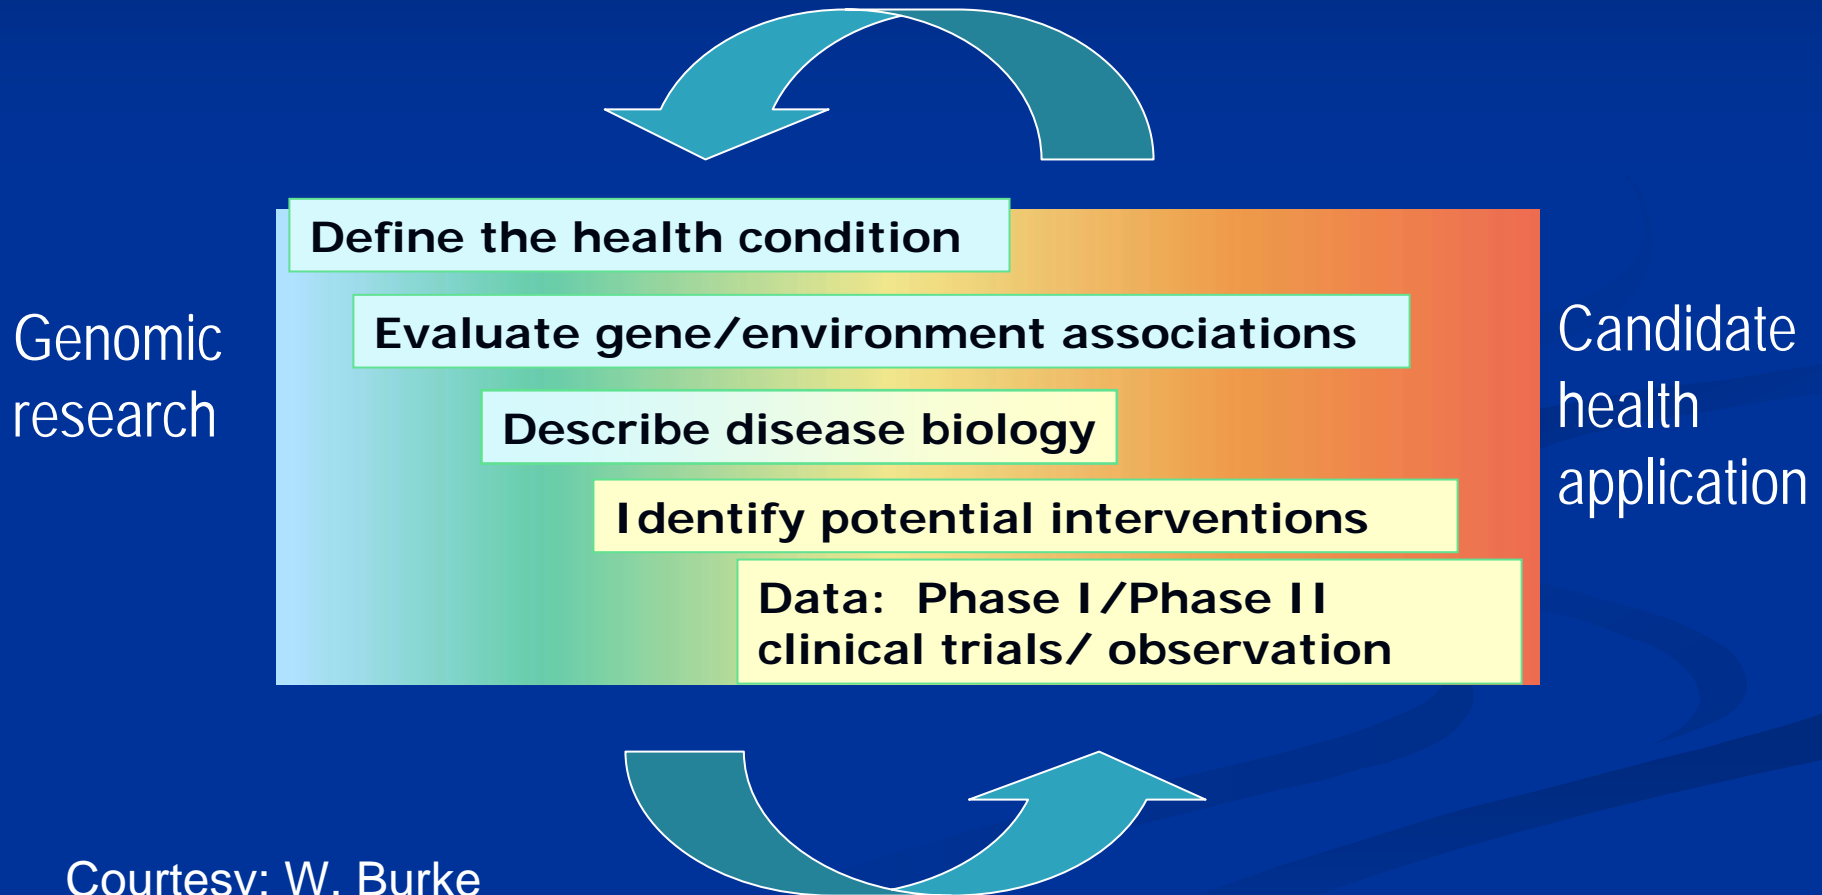 Define the health condition
Genomic
research
Evaluate gene/environment associations
Describe disease biology
Identify potential interventions
Data: Phase I/Phase II
clinical trials/ observation
Candidate
health
application
Courtesy: W. Burke